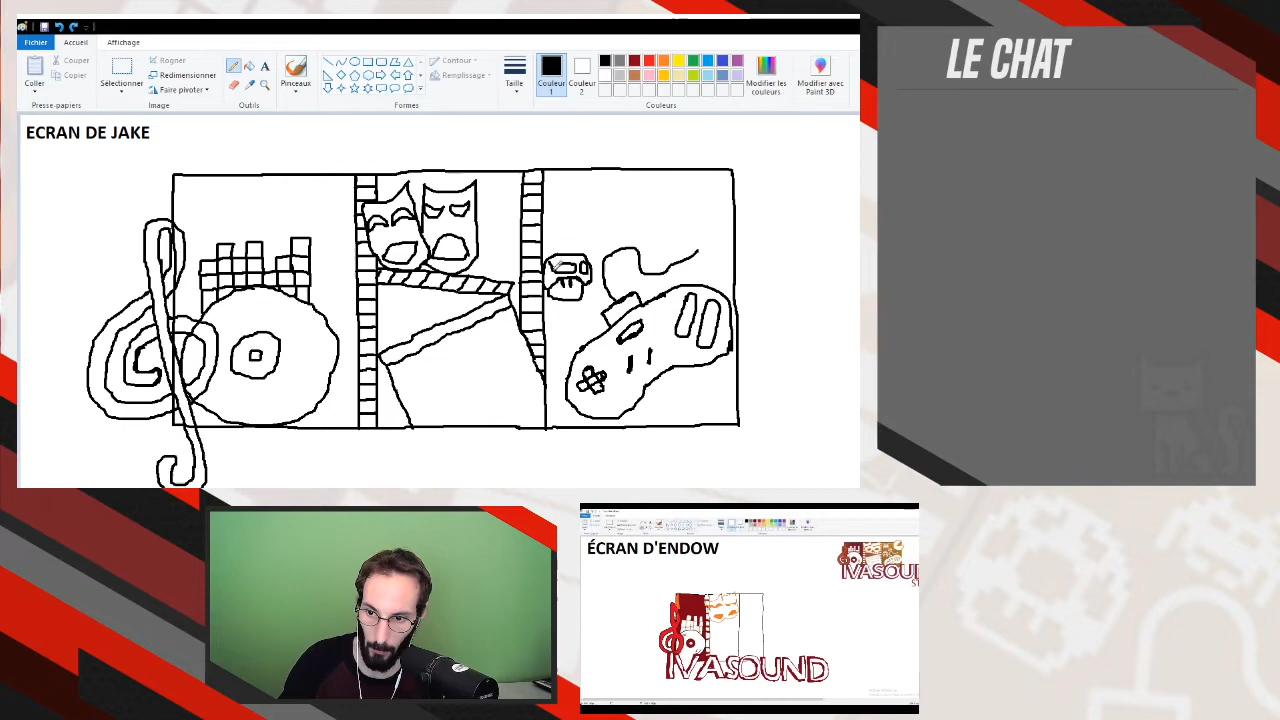 Fichier Accueil Affichage
Coller
Couper
Copier
Presse-papiers
Sélectionner
Rogner
Redimensionner
Faire pivoter
Image
A
Outils
Pinceaux
Contour
Remplissage
Formes
Taille
Couleur 1
Couleur 2
Modifier les couleurs
Modifier avec Paint 3D
Couleurs
ECRAN DE JAKE
LE CHAT
ÉCRAN D'ENDOW
IVASOU
IVASOUND